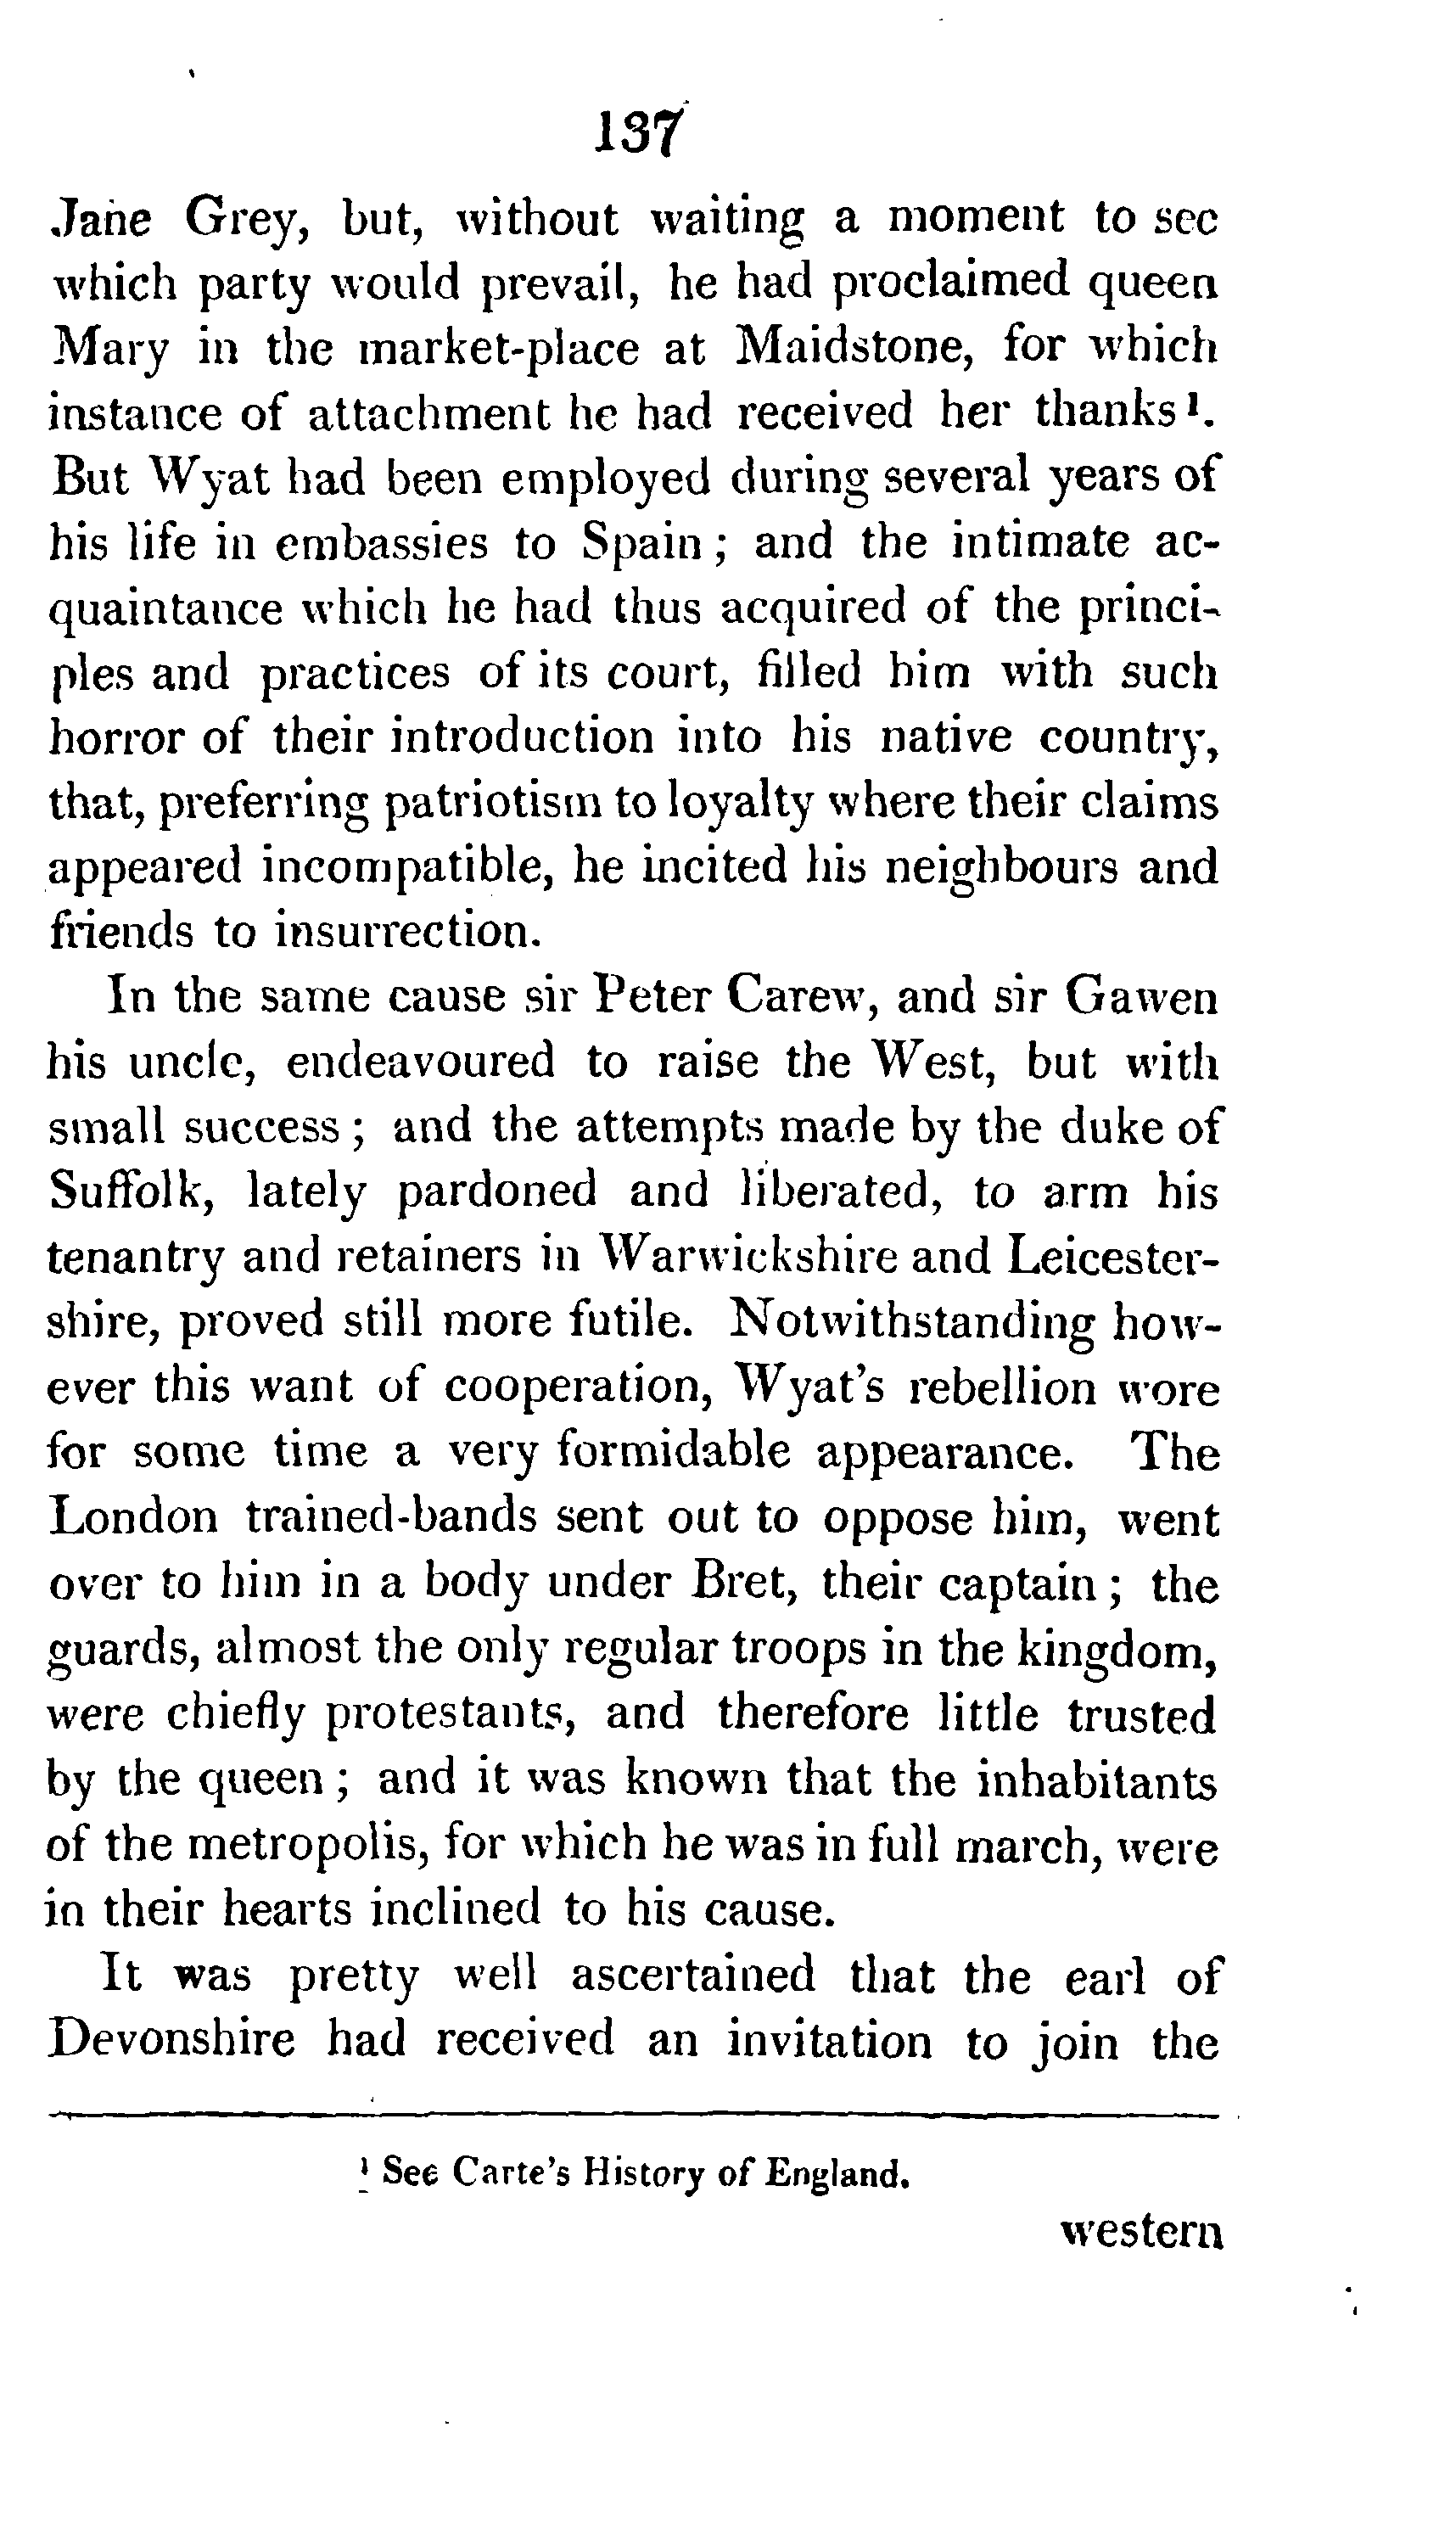 137
Jane Grey, but, without waiting a moment to see
which party would prevail, he had proclaimed queen
Mary in the market-place at Maidstone, for which
instance of attachment he had received her thanks¹.
But Wyat had been employed during several years of
his life in embassies to Spain; and the intimate ac-
quaintance which he had thus acquired of the princi-
ples and practices of its court, filled him with such
horror of their introduction into his native country,
that, preferring patriotism to loyalty where their claims
appeared incompatible, he incited his neighbours and
friends to insurrection.
In the same cause sir Peter Carew, and sir Gawen
his uncle, endeavoured to raise the West, but with
small success; and the attempts made by the duke of
Suffolk, lately pardoned and liberated, to arm his
tenantry and retainers in Warwickshire and Leicester-
shire, proved still more futile. Notwithstanding how-
ever this want of cooperation, Wyat's rebellion wore
for some time a very formidable appearance. The
London trained-bands sent out to oppose him, went
over to him in a body under Bret, their captain; the
guards, almost the only regular troops in the kingdom,
were chiefly protestants, and therefore little trusted
by the queen; and it was known that the inhabitants
of the metropolis, for which he was in full march, were
in their hearts inclined to his cause.
It was pretty well ascertained that the earl of
Devonshire had received an invitation to join the
¹ See Carte's History of England.
western